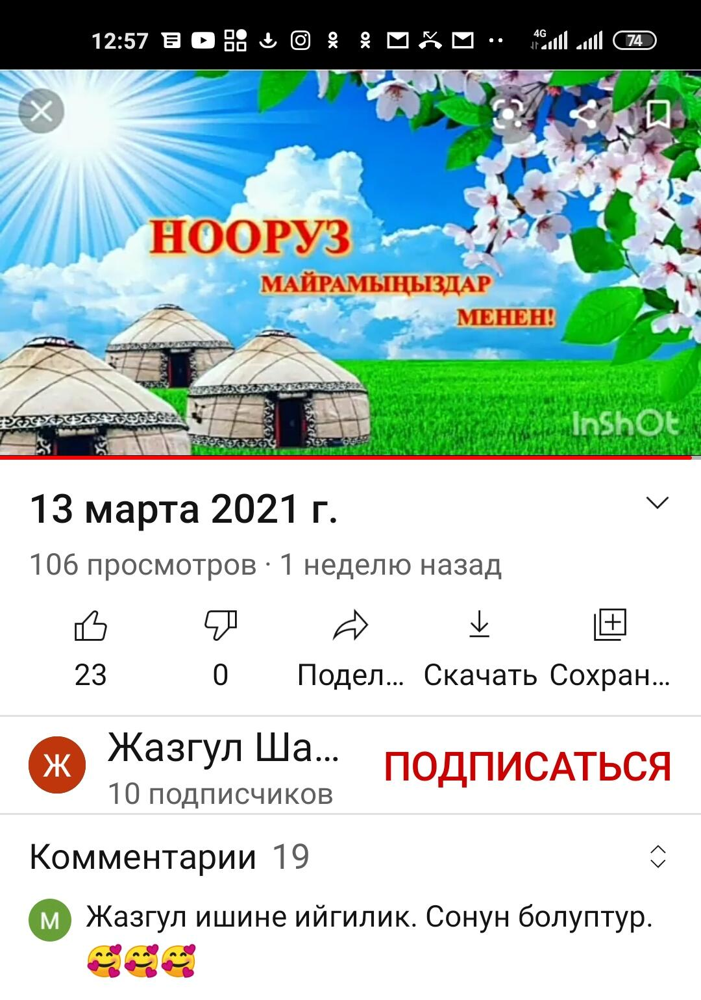 12:57
4G
74
НООРУЗ
МАЙРАМЫҢЫЗДАР
МЕНЕН!
InShOt
13 марта 2021 г.
106 просмотров · 1 неделю назад
23
0
Подел...
Скачать
Сохран...
Ж
Жазгул Ша...
10 подписчиков
ПОДПИСАТЬСЯ
Комментарии 19
М
Жазгул ишине ийгилик. Сонун болуптур.
🥰🥰🥰